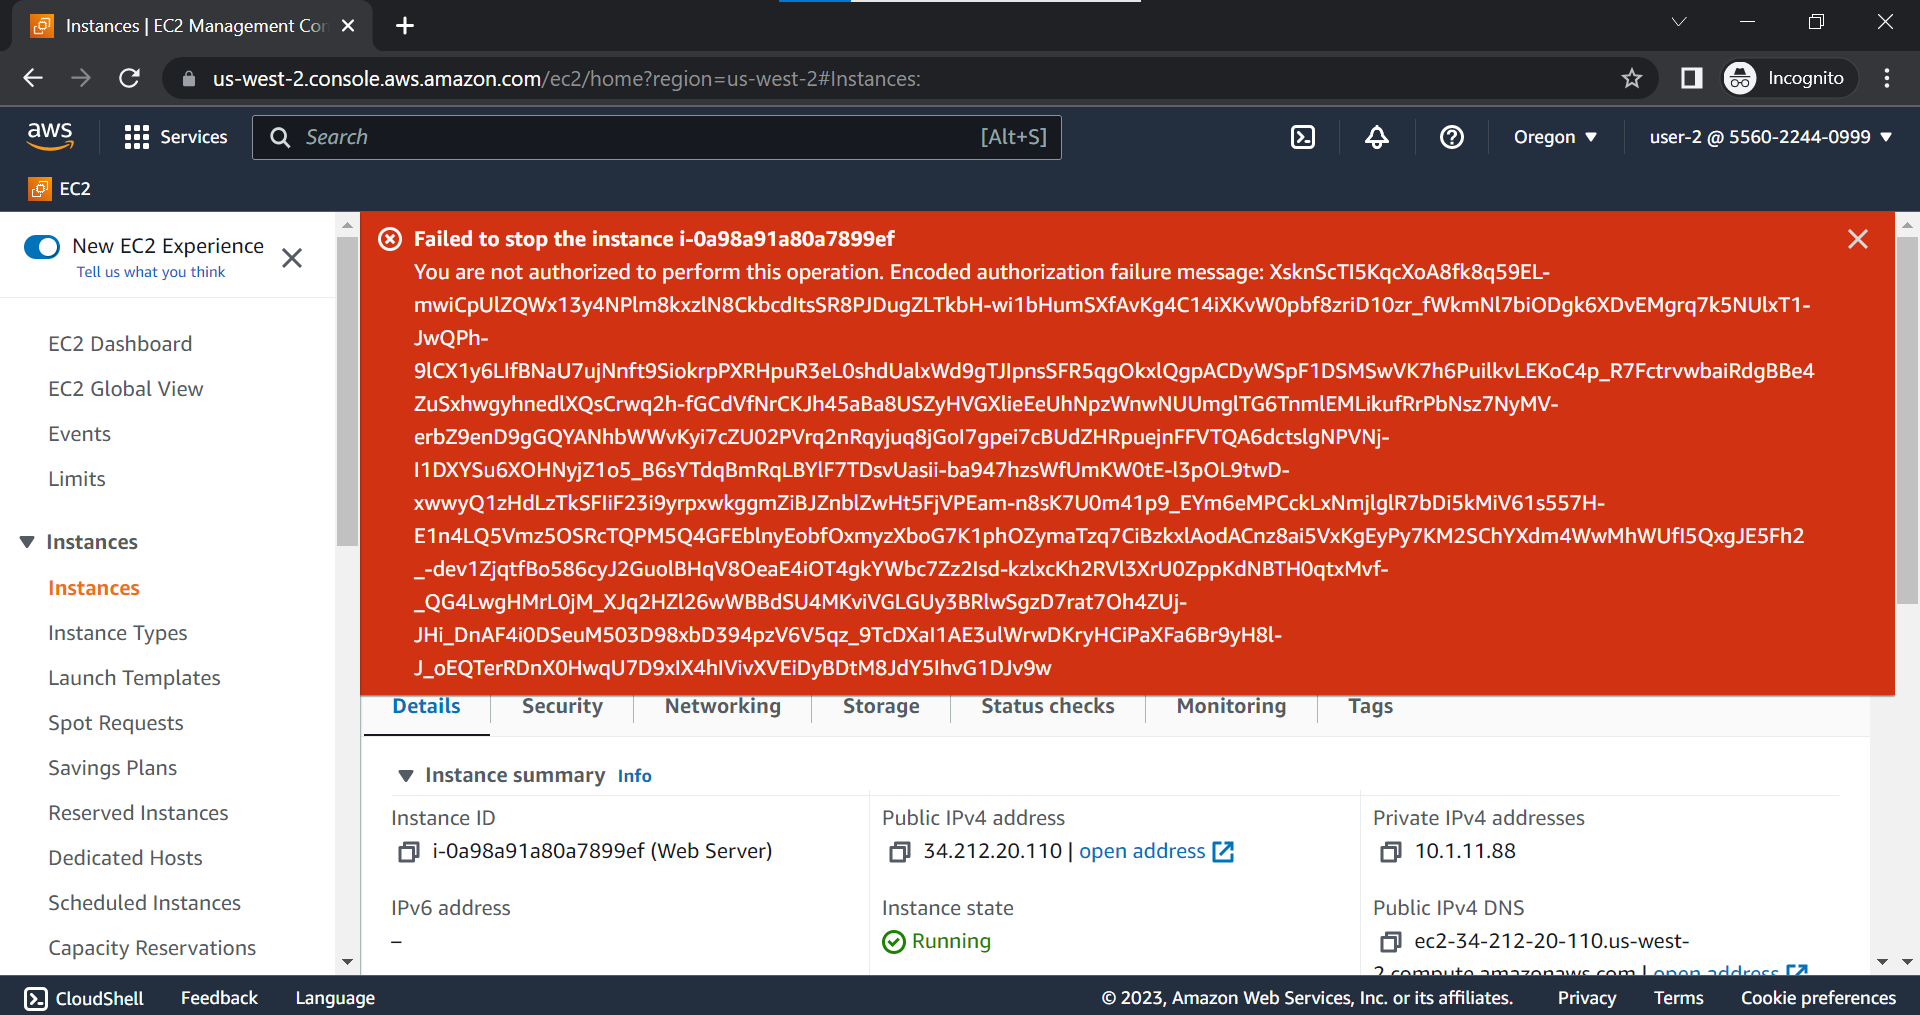 Instances | EC2 Management Con
us-west-2.console.aws.amazon.com/ec2/home?region=us-west-2#Instances:
Incognito
aws
Services
Search
[Alt+S]
Oregon
user-2 @ 5560-2244-0999
EC2
New EC2 Experience
Tell us what you think
EC2 Dashboard
EC2 Global View
Events
Limits
Instances
Instances
Instance Types
Launch Templates
Spot Requests
Savings Plans
Reserved Instances
Dedicated Hosts
Scheduled Instances
Capacity Reservations
Failed to stop the instance i-0a98a91a80a7899ef
You are not authorized to perform this operation. Encoded authorization failure message: XsknScTI5KqcXoA8fk8q59EL-
mwiCpUlZQWx13y4NPlm8kxzlN8CkbcdItsSR8PJDugZLTkbH-wi1bHumSXfAvKg4C14iXKvW0pbf8zriD10zr_fWkmNl7biODgk6XDvEMgrq7k5NUlxT1-
JwQPh-
9lCX1y6LIfBNaU7ujNnft9SiokrpPXRHpuR3eL0shdUalxWd9gTJIpnsSFR5qgOkxlQgpACDyWSpF1DSMSwVK7h6PuilkvLEKoC4p_R7FctrvwbaiRdgBBe4
ZuSxhwgyhnedlXQsCrwq2h-fGCdVfNrCKJh45aBa8USZyHVGXlieEeUhNpzWnwNUUmglTG6TnmlEMLikufRrPbNsz7NyMV-
erbZ9enD9gGQYANhbWWvKyi7cZU02PVrq2nRqyjuq8jGoI7gpei7cBUdZHRpuejnFFVTQA6dctslgNPVNj-
I1DXYSu6XOHNyjZ1o5_B6sYTdqBmRqLBYlF7TDsvUasii-ba947hzsWfUmKW0tE-l3pOL9twD-
xwwyQ1zHdLzTkSFIiF23i9yrpxwkggmZiBJZnblZwHt5FjVPEam-n8sK7U0m41p9_EYm6eMPCckLxNmjlglR7bDi5kMiV61s557H-
E1n4LQ5Vmz5OSRcTQPM5Q4GFEblnyEobfOxmyzXboG7K1phOZymaTzq7CiBzkxlAodACnz8ai5VxKgEyPy7KM2SChYXdm4WwMhWUfI5QxgJE5Fh2
_-dev1ZjqtfBo586cyJ2GuolBHqV8OeaE4iOT4gkYWbc7Zz2Isd-kzlxcKh2RVl3XrU0ZppKdNBTH0qtxMvf-
_QG4LwgHMrL0jM_XJq2HZl26wWBBdSU4MKviVGLGUy3BRlwSgzD7rat7Oh4ZUj-
JHi_DnAF4i0DSeuM503D98xbD394pzV6V5qz_9TcDXaI1AE3ulWrwDKryHCiPaXFa6Br9yH8l-
J_oEQTerRDnX0HwqU7D9xIX4hIVivXVEiDyBDtM8JdY5IhvG1DJv9w
Details
Security
Networking
Storage
Status checks
Monitoring
Tags
Instance summary Info
Instance ID
i-0a98a91a80a7899ef (Web Server)
Public IPv4 address
34.212.20.110 | open address
Private IPv4 addresses
10.1.11.88
IPv6 address
–
Instance state
Running
Public IPv4 DNS
ec2-34-212-20-110.us-west-
2.compute.amazonaws.com | open address
CloudShell
Feedback
Language
© 2023, Amazon Web Services, Inc. or its affiliates.
Privacy
Terms
Cookie preferences